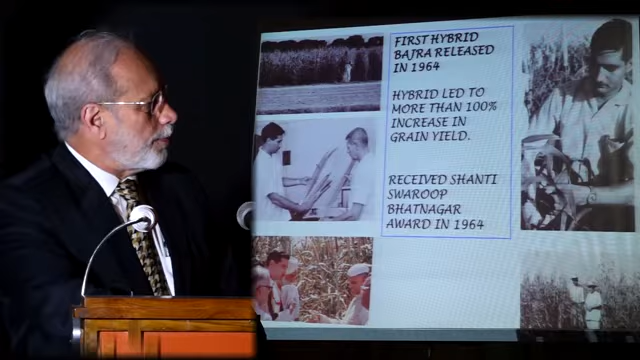 FIRST HYBRID
BAJRA RELEASED
IN 1964
HYBRID LED TO
MORE THAN 100%
INCREASE IN
GRAIN YIELD.
RECEIVED SHANTI
SWAROOP
BHATNAGAR
AWARD IN 1964